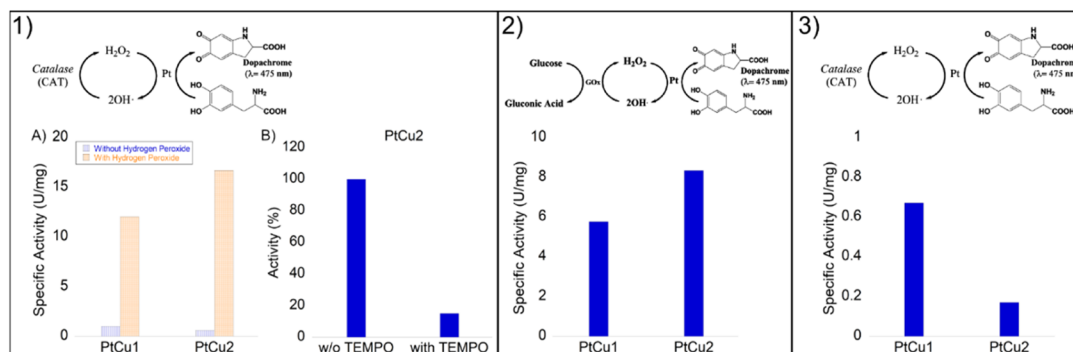 1)
H₂O₂
Catalase
(CAT)
2OH·
Pt
O
O
H
N
COOH
Dopachrome
(λ= 475 nm)
HO
HO
NH₂
COOH
A)
Without Hydrogen Peroxide
With Hydrogen Peroxide
Specific Activity (U/mg)
20
15
10
5
0
PtCu1
PtCu2
B)
PtCu2
Activity (%)
120
100
80
60
40
20
0
w/o TEMPO
with TEMPO
2)
Glucose
Gluconic Acid
GOx
H₂O₂
2OH·
Pt
O
O
H
N
COOH
Dopachrome
(λ= 475 nm)
HO
HO
NH₂
COOH
Specific Activity (U/mg)
10
8
6
4
2
0
PtCu1
PtCu2
3)
H₂O₂
Catalase
(CAT)
2OH·
Pt
O
O
H
N
COOH
Dopachrome
(λ= 475 nm)
HO
HO
NH₂
COOH
Specific Activity (U/mg)
1
0.8
0.6
0.4
0.2
0
PtCu1
PtCu2